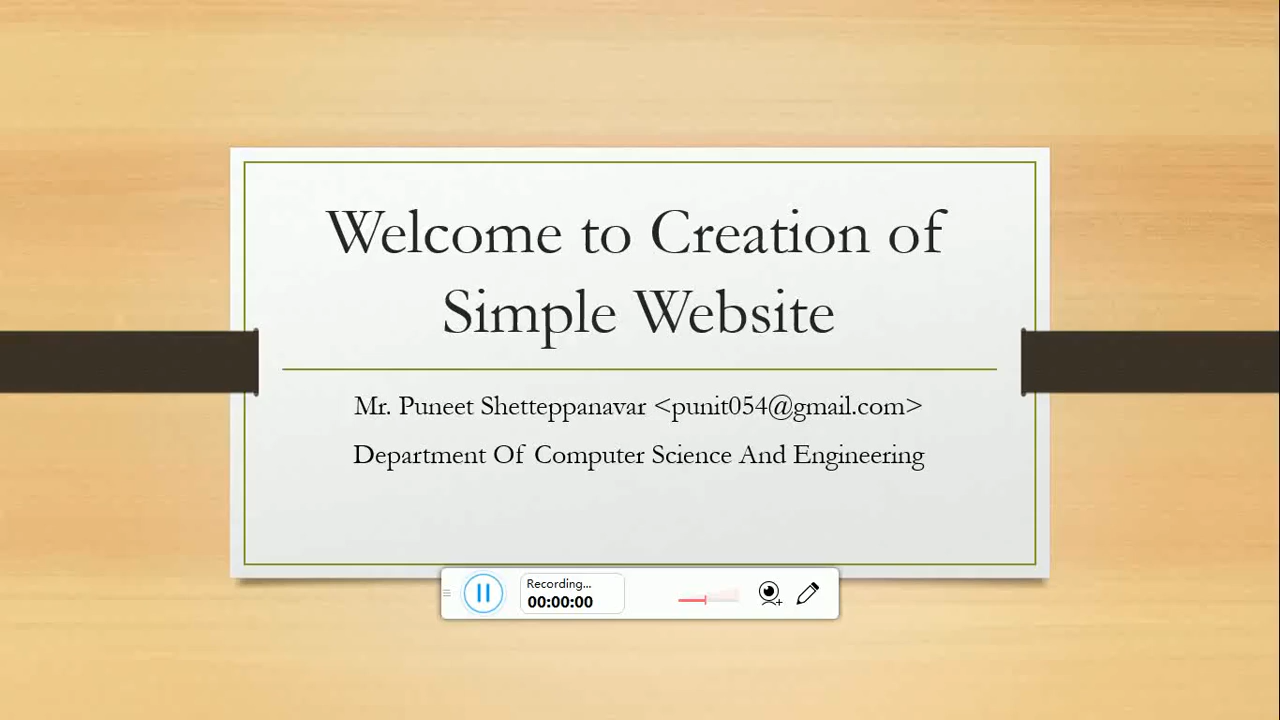 Welcome to Creation of
Simple Website
Mr. Puneet Shetteppanavar <punit054@gmail.com>
Department Of Computer Science And Engineering
Recording...
00:00:00